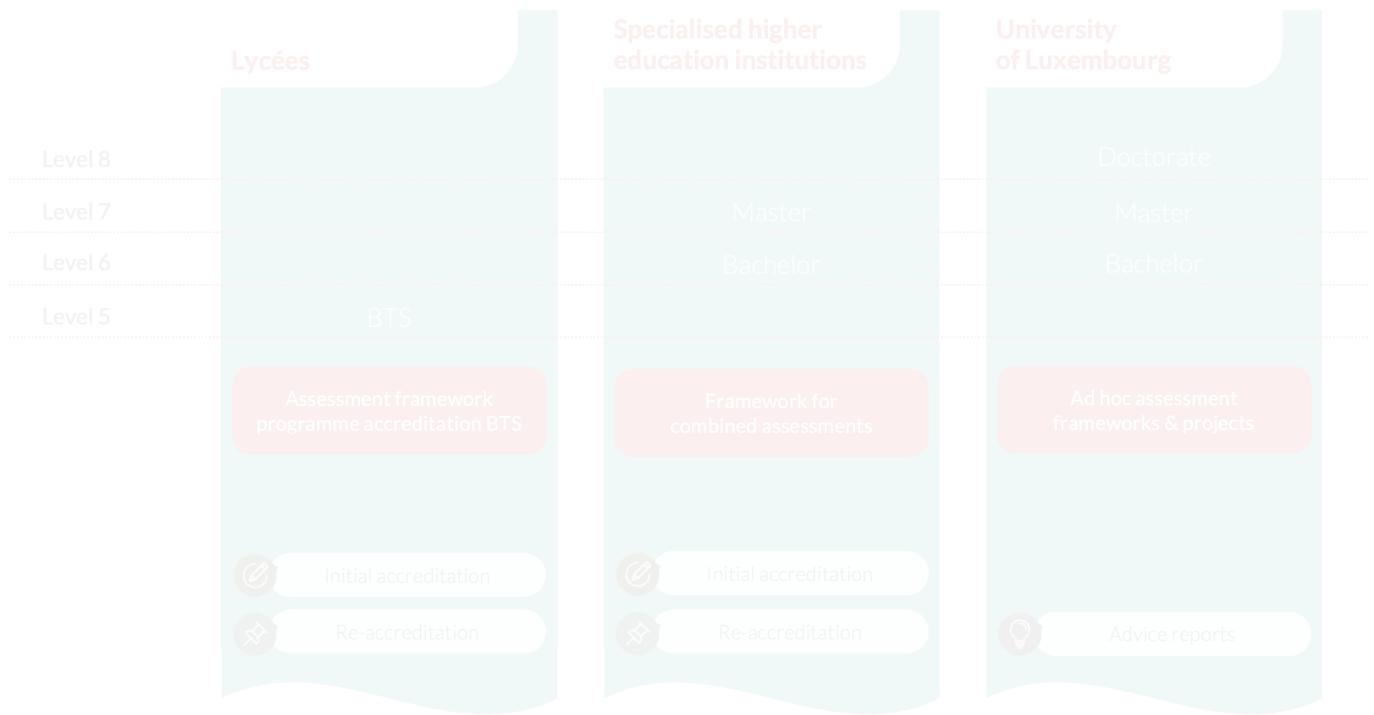 Lycées
Specialised higher
education institutions
University
of Luxembourg
Level 8
Doctorate
Level 7
Master
Master
Level 6
Bachelor
Bachelor
Level 5
BTS
Assessment framework
programme accreditation BTS
Framework for
combined assessments
Ad hoc assessment
frameworks & projects
Initial accreditation
Initial accreditation
Re-accreditation
Re-accreditation
Advice reports